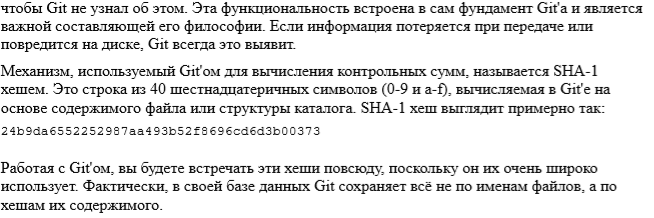 чтобы Git не узнал об этом. Эта функциональность встроена в сам фундамент Git'а и является
важной составляющей его философии. Если информация потеряется при передаче или
повредится на диске, Git всегда это выявит.
Механизм, используемый Git'ом для вычисления контрольных сумм, называется SHA-1
хешем. Это строка из 40 шестнадцатеричных символов (0-9 и a-f), вычисляемая в Git'е на
основе содержимого файла или структуры каталога. SHA-1 хеш выглядит примерно так:
24b9da6552252987aa493b52f8696cd6d3b00373
Работая с Git'ом, вы будете встречать эти хеши повсюду, поскольку он их очень широко
использует. Фактически, в своей базе данных Git сохраняет всё не по именам файлов, а по
хешам их содержимого.